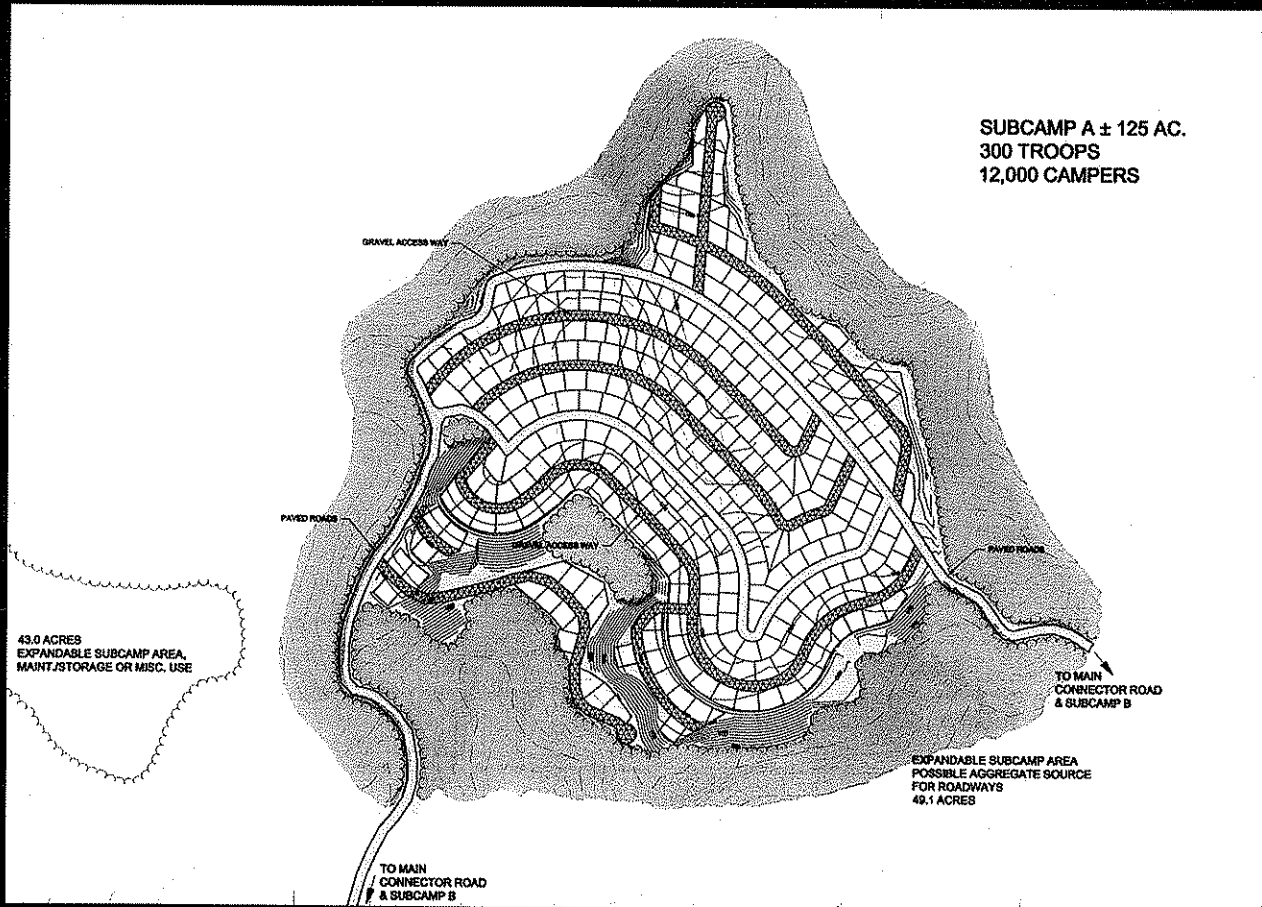 SUBCAMP A ± 125 AC.
300 TROOPS
12,000 CAMPERS
GRAVEL ACCESS WAY
PAVED ROADS
GRAVEL ACCESS WAY
PAVED ROADS
43.0 ACRES
EXPANDABLE SUBCAMP AREA,
MAINT./STORAGE OR MISC. USE
TO MAIN
CONNECTOR ROAD
& SUBCAMP B
EXPANDABLE SUBCAMP AREA
POSSIBLE AGGREGATE SOURCE
FOR ROADWAYS
49.1 ACRES
TO MAIN
CONNECTOR ROAD
& SUBCAMP B